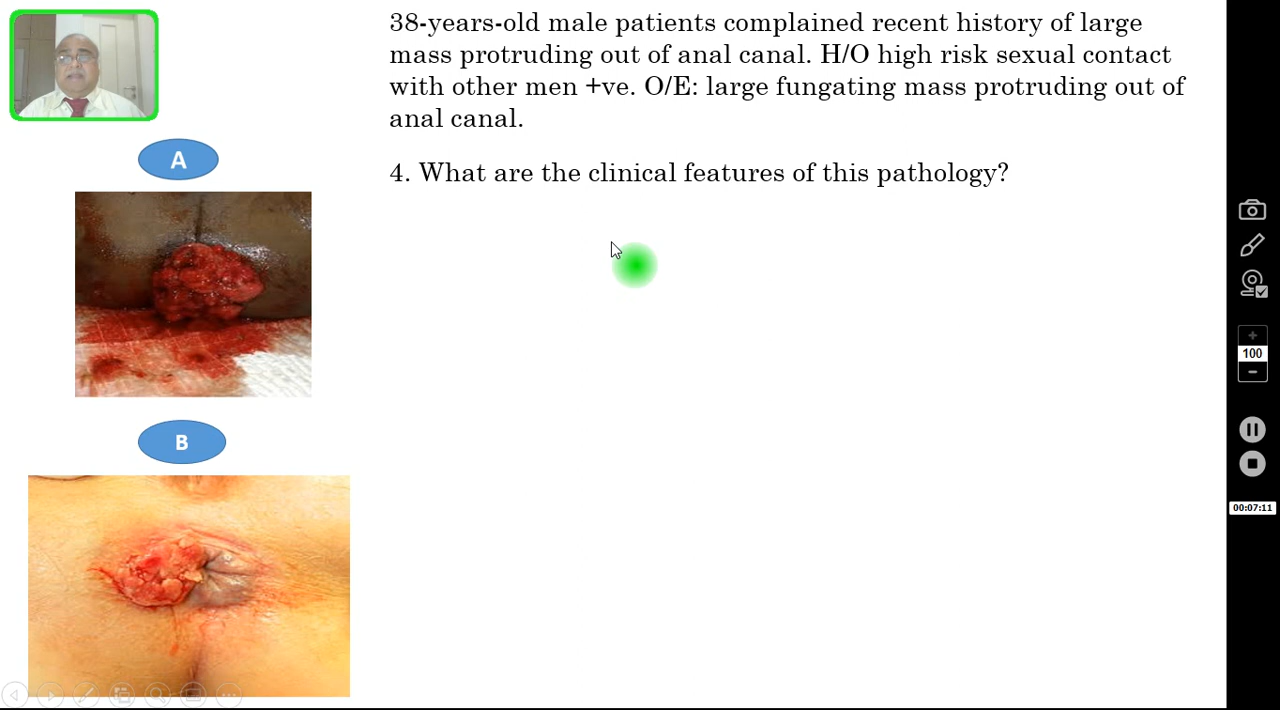 38-years-old male patients complained recent history of large
mass protruding out of anal canal. H/O high risk sexual contact
with other men +ve. O/E: large fungating mass protruding out of
anal canal.
4. What are the clinical features of this pathology?
A
B
100
00:07:11